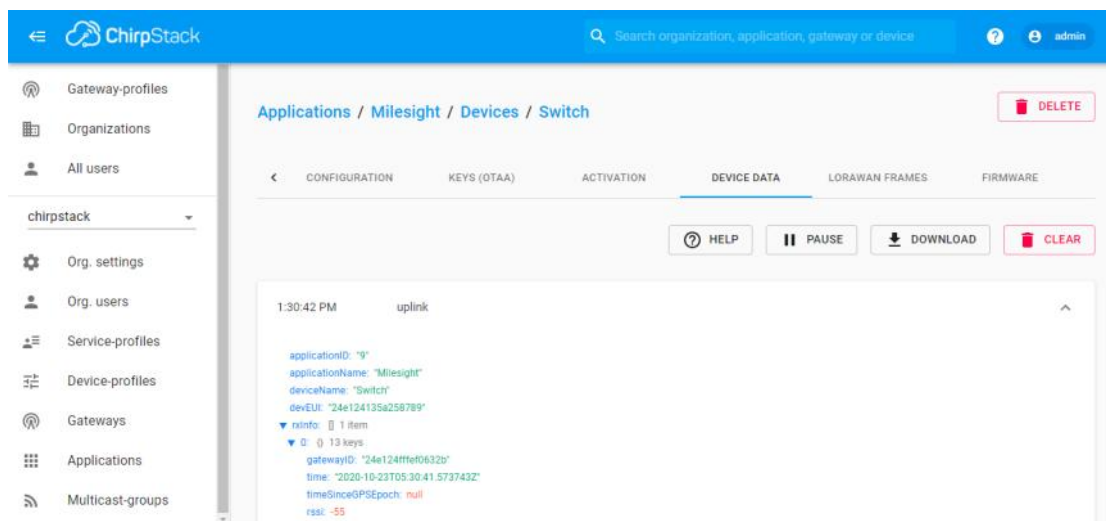 ChirpStack
Search organization, application, gateway or device
? admin
Gateway-profiles
Organizations
All users
chirpstack
Org. settings
Org. users
Service-profiles
Device-profiles
Gateways
Applications
Multicast-groups
Applications / Milesight / Devices / Switch
DELETE
CONFIGURATION KEYS (OTAA) ACTIVATION DEVICE DATA LORAWAN FRAMES FIRMWARE
? HELP PAUSE DOWNLOAD CLEAR
1:30:42 PM uplink
applicationID: "9"
applicationName: "Milesight"
deviceName: "Switch"
devEUI: "24e124135a258789"
rxInfo: [] 1 item
0: {} 13 keys
gatewayID: "24e124fffef0632b"
time: "2020-10-23T05:30:41.573743Z"
timeSinceGPSEpoch: null
rssi: -55